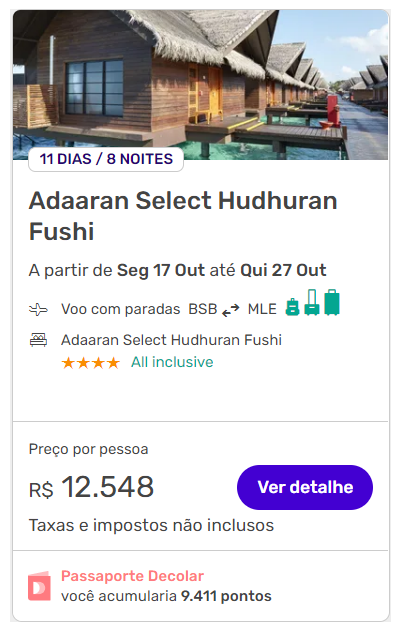 11 DIAS / 8 NOITES
Adaaran Select Hudhuran
Fushi
A partir de Seg 17 Out até Qui 27 Out
Voo com paradas BSB MLE
Adaaran Select Hudhuran Fushi
All inclusive
Preço por pessoa
R$ 12.548
Ver detalhe
Taxas e impostos não inclusos
Passaporte Decolar
você acumularia 9.411 pontos